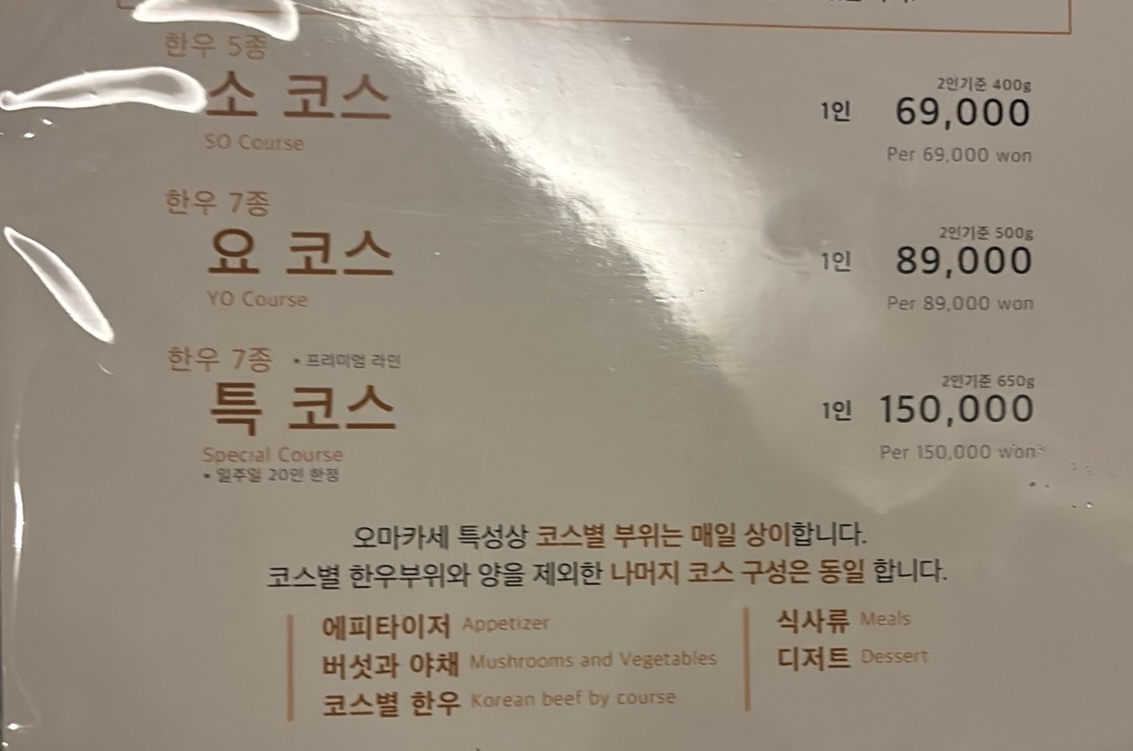 한우 5종
소 코스
SO Course
2인기준 400g
1인 69,000
Per 69,000 won
한우 7종
요 코스
YO Course
2인기준 500g
1인 89,000
Per 89,000 won
한우 7종 * 프리미엄 라인
특 코스
Special Course
* 일주일 20인 한정
2인기준 650g
1인 150,000
Per 150,000 won
오마카세 특성상 코스별 부위는 매일 상이합니다.
코스별 한우부위와 양을 제외한 나머지 코스 구성은 동일 합니다.
에피타이저 Appetizer
버섯과 야채 Mushrooms and Vegetables
코스별 한우 Korean beef by course
식사류 Meals
디저트 Dessert